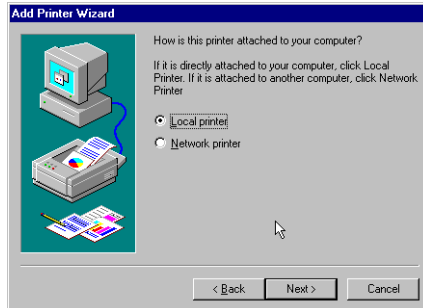 Add Printer Wizard
How is this printer attached to your computer?
If it is directly attached to your computer, click Local
Printer. If it is attached to another computer, click Network
Printer
Local printer
Network printer
< Back Next > Cancel